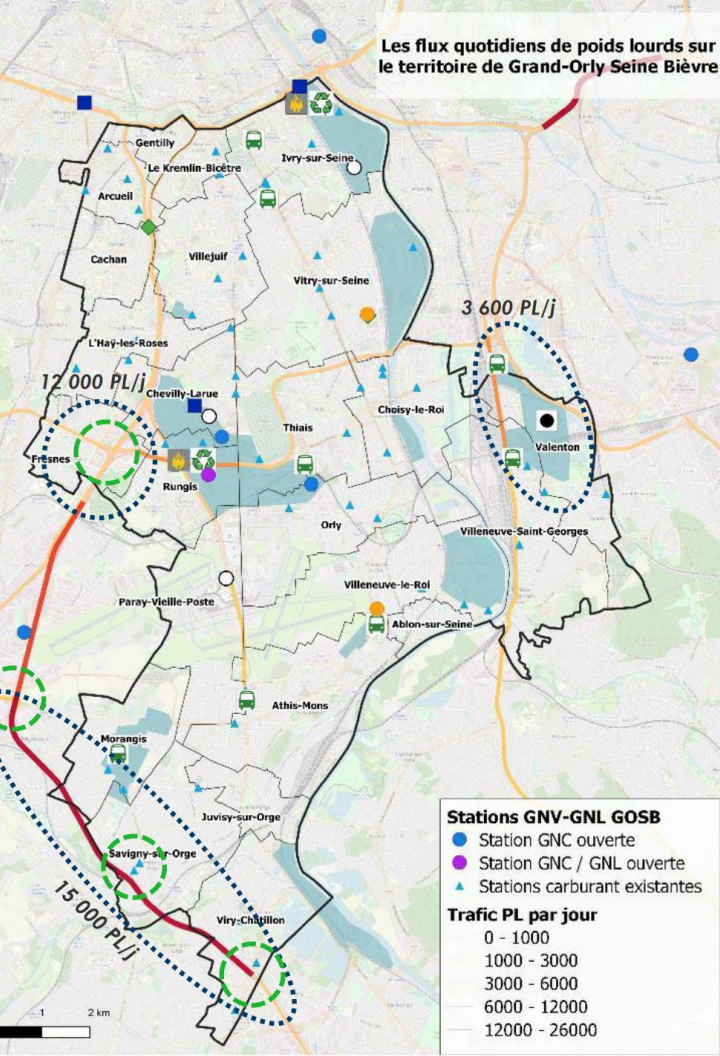 Les flux quotidiens de poids lourds sur
le territoire de Grand-Orly Seine Bièvre
Gentilly
Le Kremlin-Bicêtre
Ivry-sur-Seine
Arcueil
Cachan
Villejuif
Vitry-sur-Seine
3 600 PL/j
L'Haÿ-les-Roses
12 000 PL/j
Chevilly-Larue
Choisy-le-Roi
Thiais
Valenton
Fresnes
Rungis
Orly
Villeneuve-Saint-Georges
Villeneuve-le-Roi
Paray-Vieille-Poste
Ablon-sur-Seine
Athis-Mons
Morangis
Juvisy-sur-Orge
Savigny-sur-Orge
15 000 PL/j
Viry-Châtillon
Stations GNV-GNL GOSB
Station GNC ouverte
Station GNC / GNL ouverte
Stations carburant existantes
Trafic PL par jour
0 - 1000
1000 - 3000
3000 - 6000
6000 - 12000
12000 - 26000
1 2 km